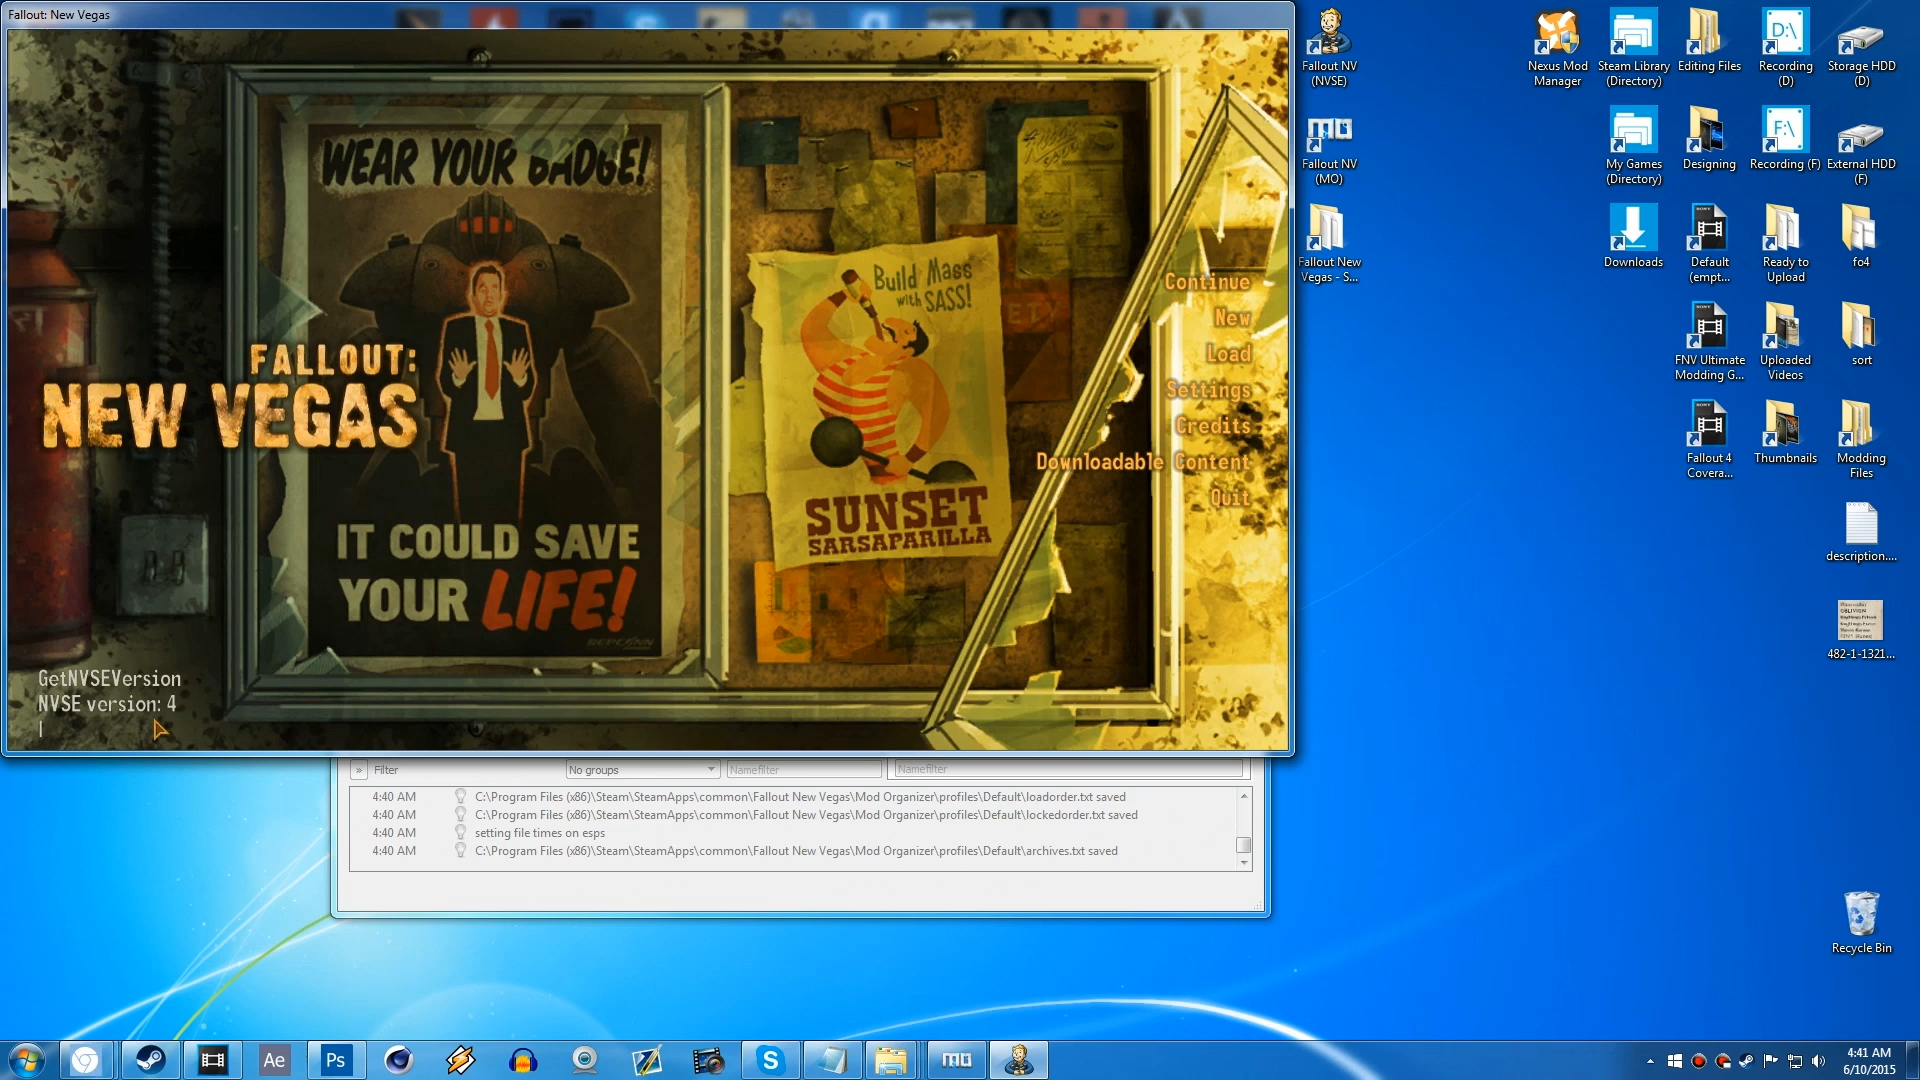 Fallout: New Vegas
WEAR YOUR BADGE!
IT COULD SAVE
YOUR LIFE!
FALLOUT:
NEW VEGAS
Build Mass
with SASS!
SUNSET
SARSAPARILLA
Continue
New
Load
Settings
Credits
Downloadable Content
Quit
GetNVSEVersion
NVSE version: 4
Filter
No groups
Namefilter
Namefilter
4:40 AM C:\Program Files (x86)\Steam\SteamApps\common\Fallout New Vegas\Mod Organizer\profiles\Default\loadorder.txt saved
4:40 AM C:\Program Files (x86)\Steam\SteamApps\common\Fallout New Vegas\Mod Organizer\profiles\Default\lockedorder.txt saved
4:40 AM setting file times on esps
4:40 AM C:\Program Files (x86)\Steam\SteamApps\common\Fallout New Vegas\Mod Organizer\profiles\Default\archives.txt saved
Fallout NV
(NVSE)
Fallout NV
(MO)
Fallout New
Vegas - S...
Nexus Mod
Manager
Steam Library
(Directory)
Editing Files
D:\
Recording
(D)
Storage HDD
(D)
My Games
(Directory)
Designing
F:\
Recording (F)
External HDD
(F)
Downloads
Default
(empt...
Ready to
Upload
fo4
FNV Ultimate
Modding G...
Uploaded
Videos
sort
Fallout 4
Covera...
Thumbnails
Modding
Files
description....
482-1-1321...
Recycle Bin
Ae
Ps
MO
4:41 AM
6/10/2015